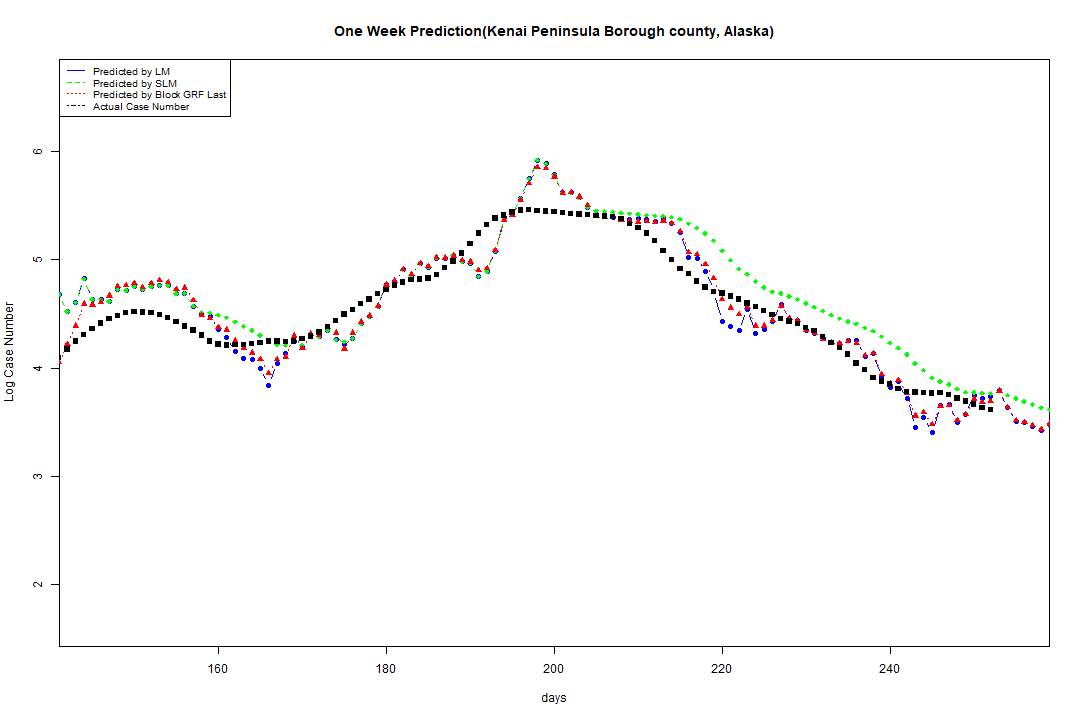 One Week Prediction(Kenai Peninsula Borough county, Alaska)
Predicted by LM
Predicted by SLM
Predicted by Block GRF Last
Actual Case Number
Log Case Number
6
5
4
3
2
160 180 200 220 240
days